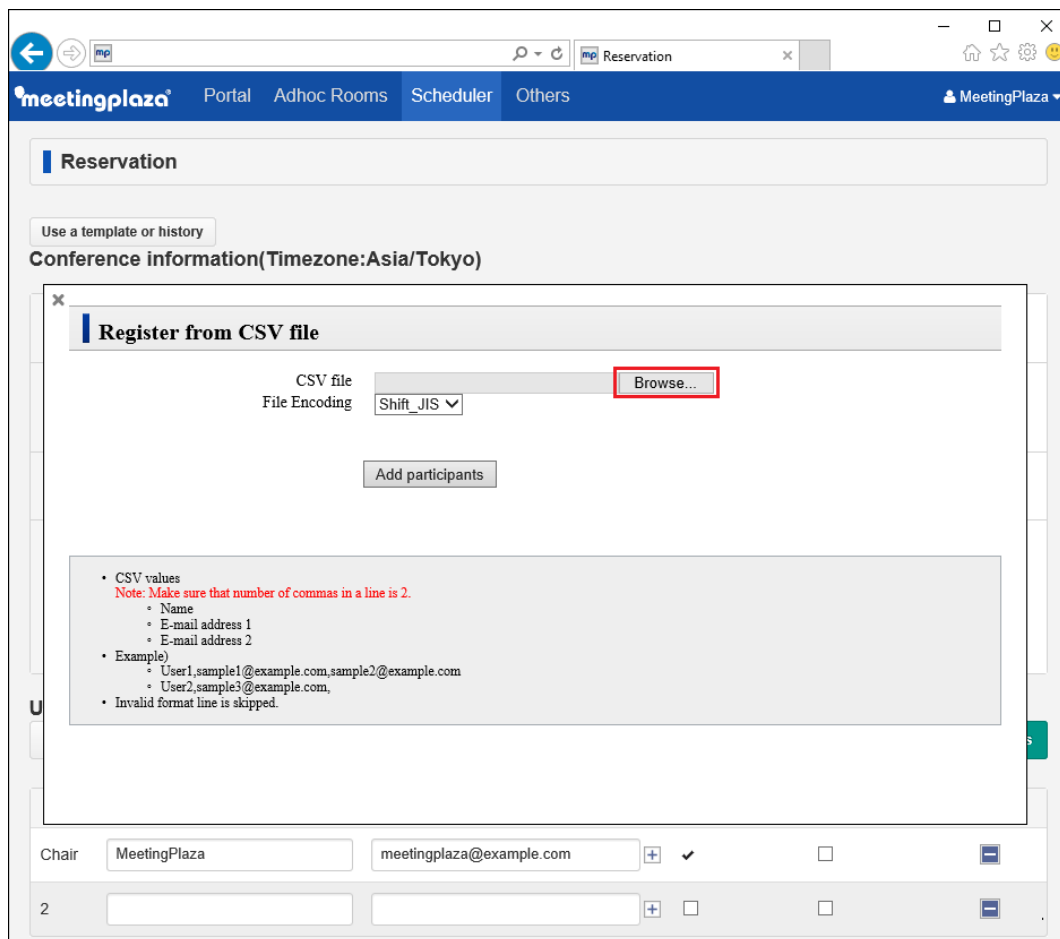 mp
mp Reservation
meetingplaza Portal Adhoc Rooms Scheduler Others MeetingPlaza
Reservation
Use a template or history
Conference information(Timezone:Asia/Tokyo)
Register from CSV file
CSV file Browse...
File Encoding Shift_JIS
Add participants
• CSV values
Note: Make sure that number of commas in a line is 2.
∘ Name
∘ E-mail address 1
∘ E-mail address 2
• Example)
∘ User1,sample1@example.com,sample2@example.com
∘ User2,sample3@example.com,
• Invalid format line is skipped.
U
s
Chair MeetingPlaza meetingplaza@example.com
2